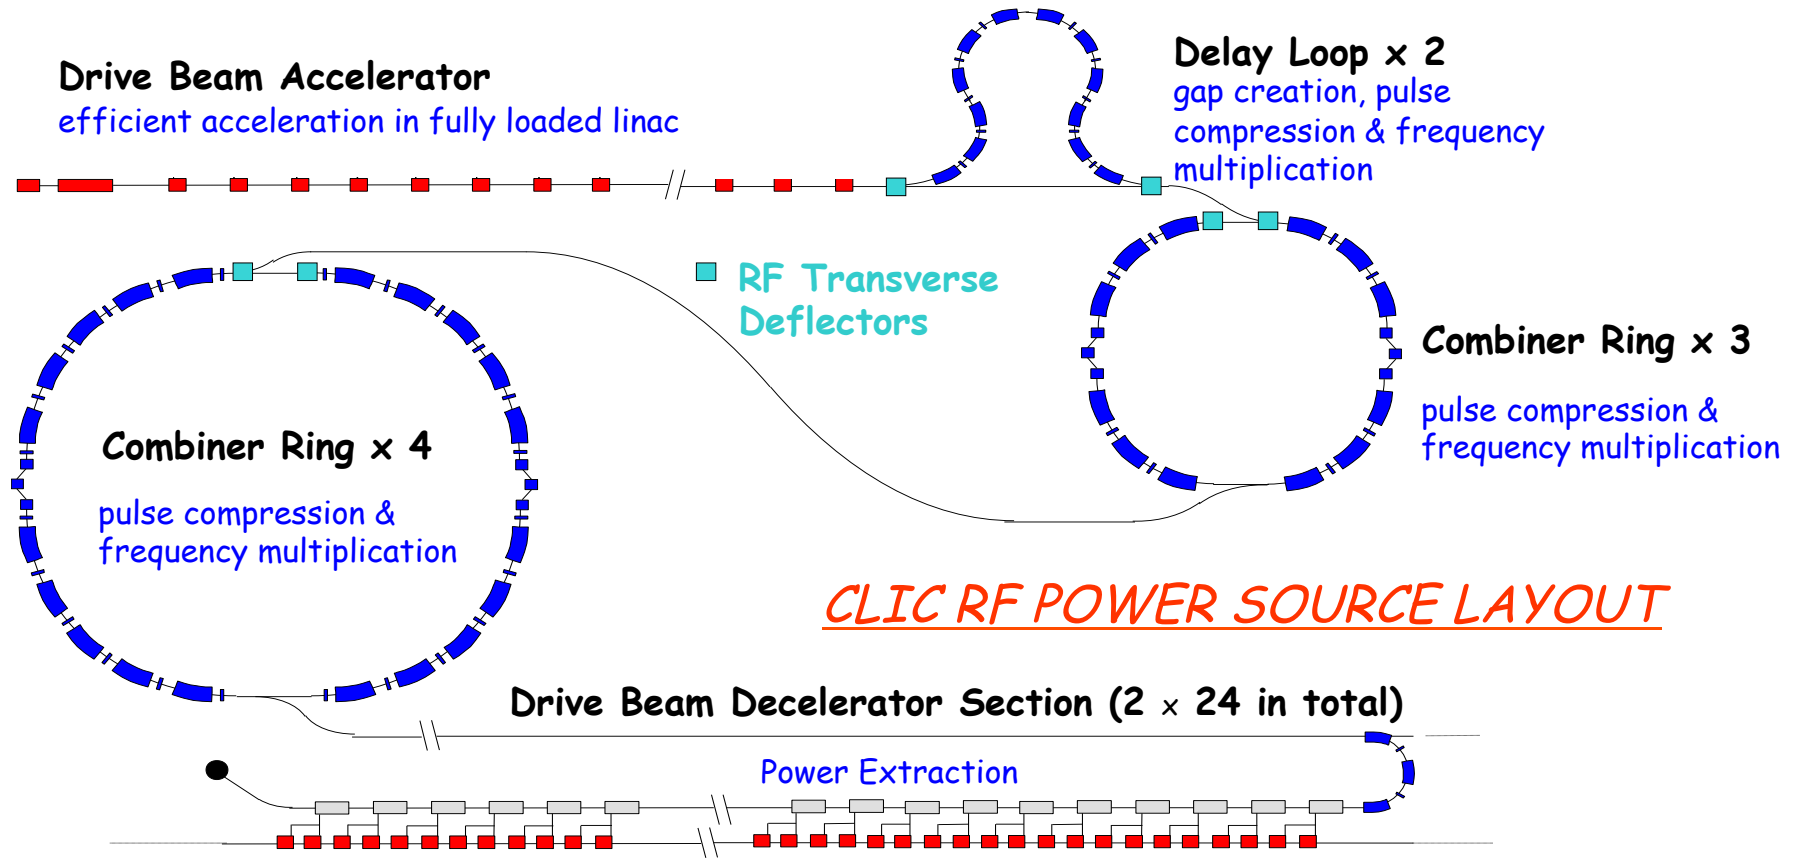 Drive Beam Accelerator
efficient acceleration in fully loaded linac
Delay Loop x 2
gap creation, pulse
compression & frequency
multiplication
RF Transverse
Deflectors
Combiner Ring x 3
pulse compression &
frequency multiplication
Combiner Ring x 4
pulse compression &
frequency multiplication
CLIC RF POWER SOURCE LAYOUT
Drive Beam Decelerator Section (2 x 24 in total)
Power Extraction